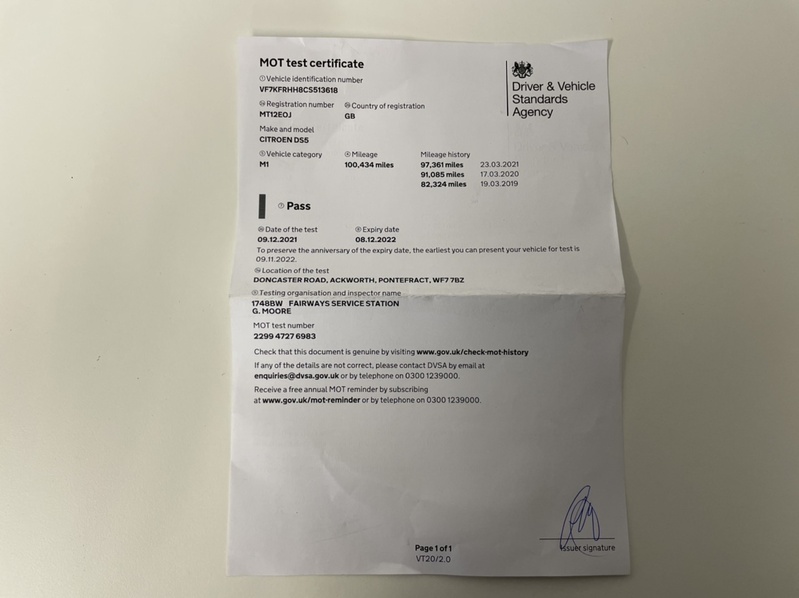 MOT test certificate
Vehicle identification number
VF7KFRHH8CS513618
Registration number Country of registration
MT12EOJ GB
Make and model
CITROEN DS5
Vehicle category Mileage Mileage history
M1 100,434 miles 97,361 miles 23.03.2021
91,085 miles 17.03.2020
82,324 miles 19.03.2019
Driver & Vehicle
Standards
Agency
Pass
Date of the test Expiry date
09.12.2021 08.12.2022
To preserve the anniversary of the expiry date, the earliest you can present your vehicle for test is
09.11.2022.
Location of the test
DONCASTER ROAD, ACKWORTH, PONTEFRACT, WF7 7BZ
Testing organisation and inspector name
1748BW FAIRWAYS SERVICE STATION
G. MOORE
MOT test number
2299 4727 6983
Check that this document is genuine by visiting www.gov.uk/check-mot-history
If any of the details are not correct, please contact DVSA by email at
enquiries@dvsa.gov.uk or by telephone on 0300 1239000.
Receive a free annual MOT reminder by subscribing
at www.gov.uk/mot-reminder or by telephone on 0300 1239000.
Issuer signature
Page 1 of 1
VT20/2.0